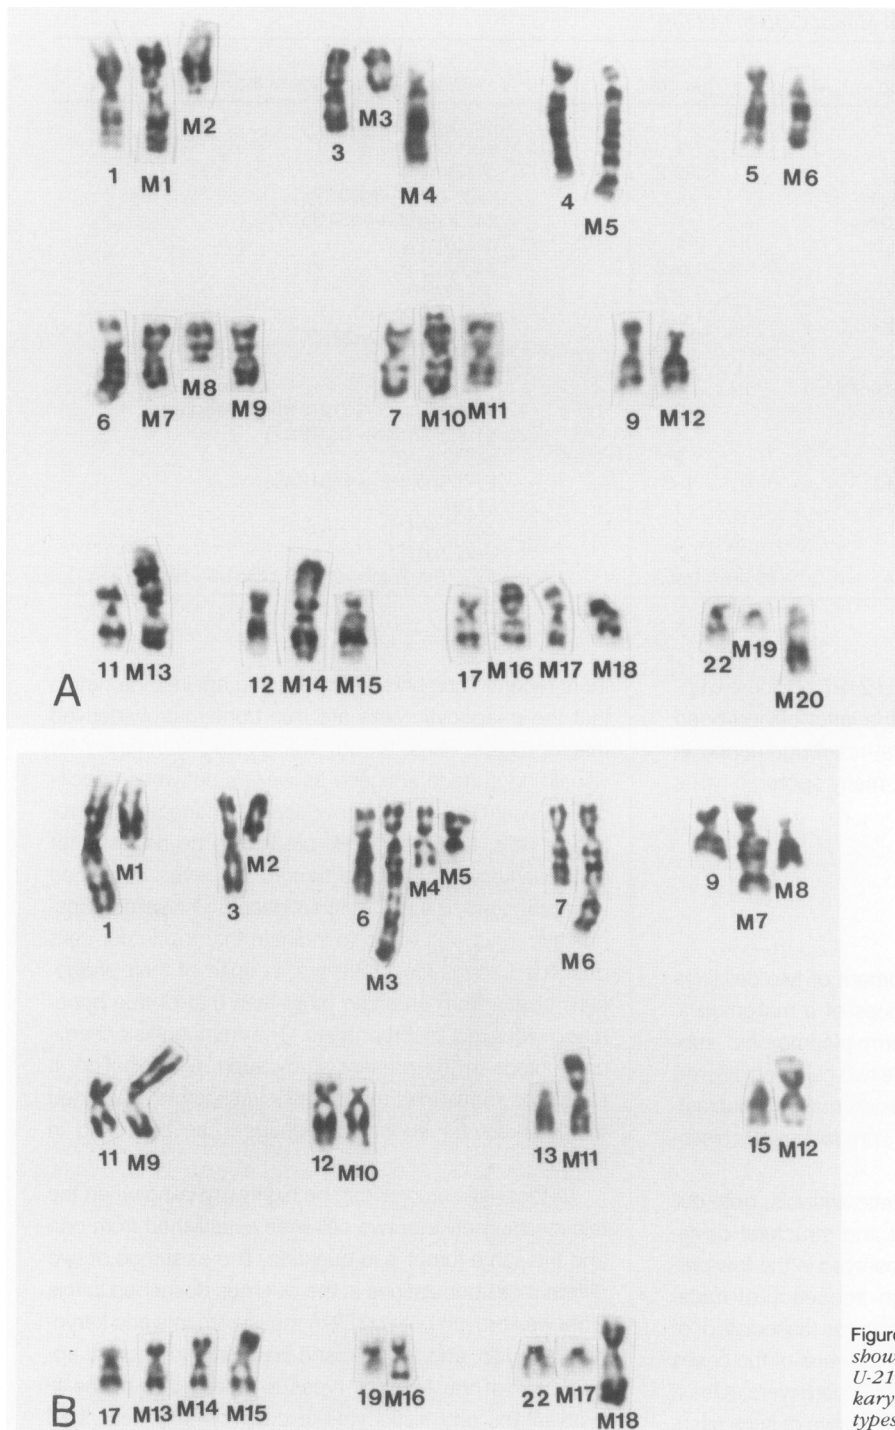 1 M1 M2 3 M3 M4 4 M5 5 M6
6 M7 M8 M9 7 M10 M11 9 M12
11 M13 12 M14 M15 17 M16 M17 M18 22 M19 M20
A
1 M1 3 M2 6 M3 M4 M5 7 M6 9 M7 M8
11 M9 12 M10 13 M11 15 M12
17 M13 M14 M15 19 M16 22 M17 M18
B
Figure
show
U-21
kary
types